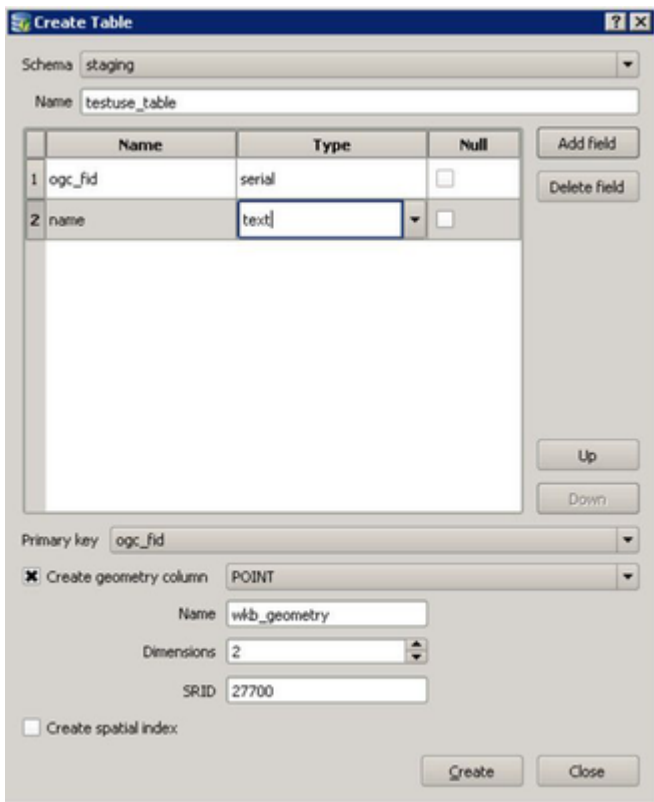 Create Table
Schema staging
Name testuse_table
Name Type Null Add field
1 ogc_fid serial
Delete field
2 name text
Up
Down
Primary key ogc_fid
Create geometry column POINT
Name wkb_geometry
Dimensions 2
SRID 27700
Create spatial index
Create Close